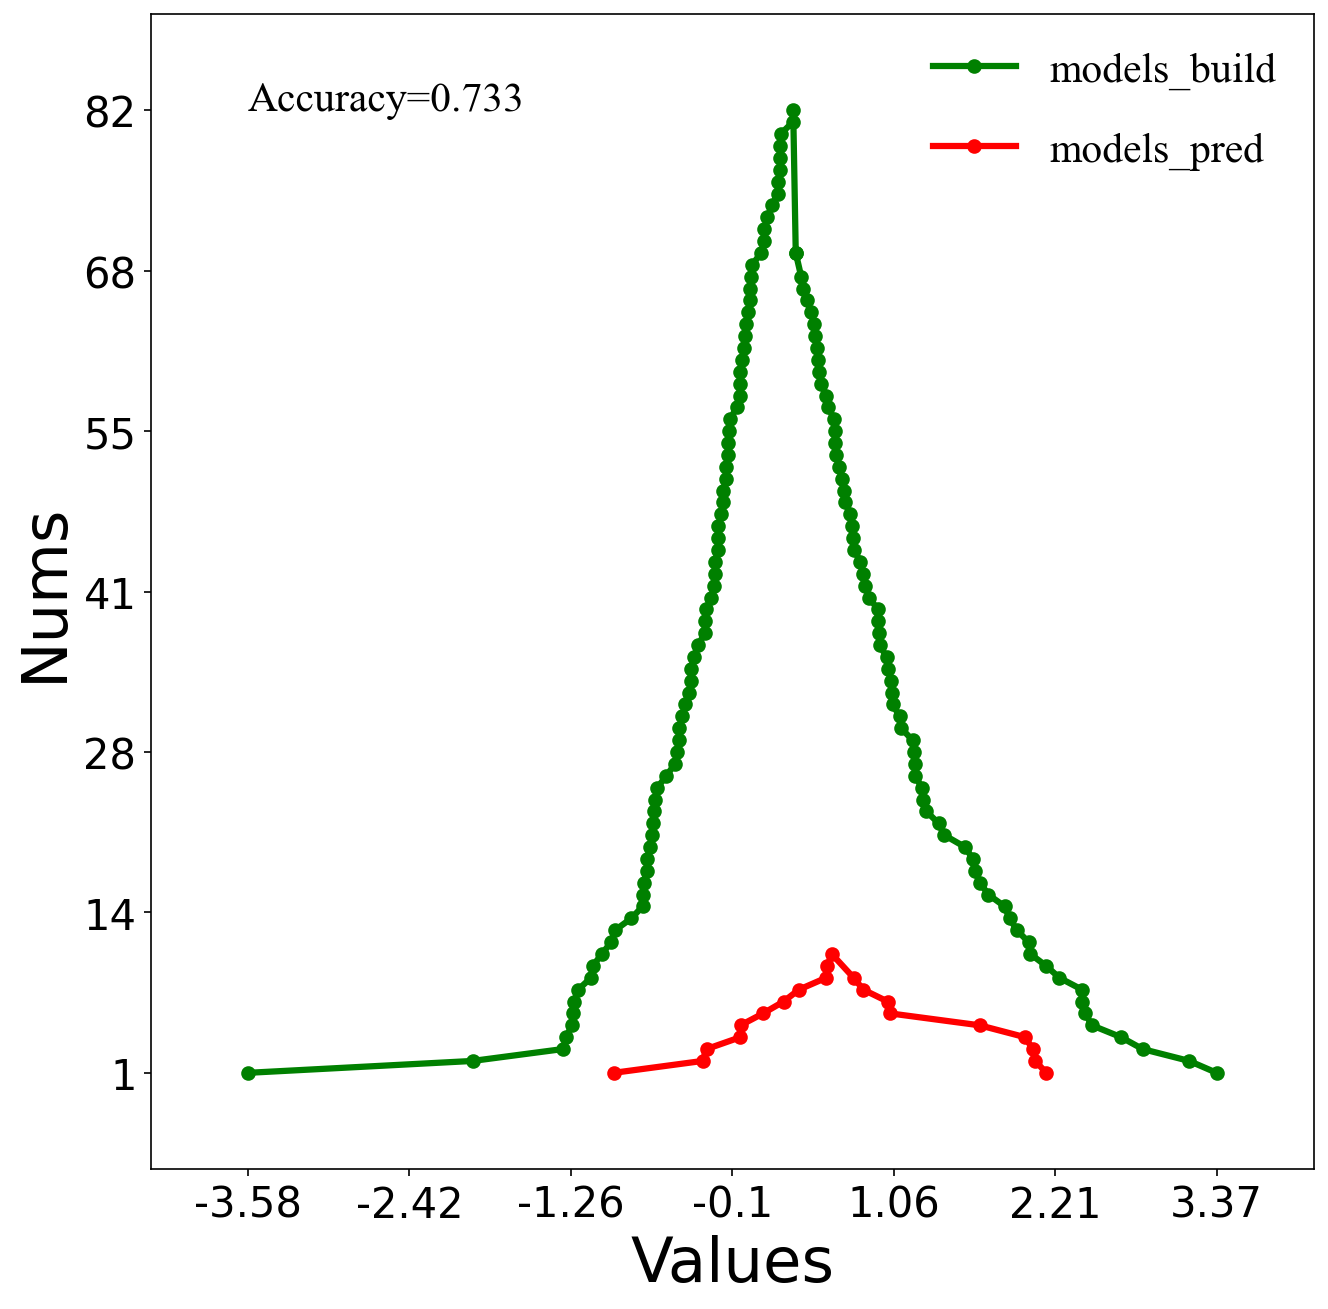 Accuracy=0.733
models_build
models_pred
82
68
55
41
28
14
1
Nums
-3.58 -2.42 -1.26 -0.1 1.06 2.21 3.37
Values